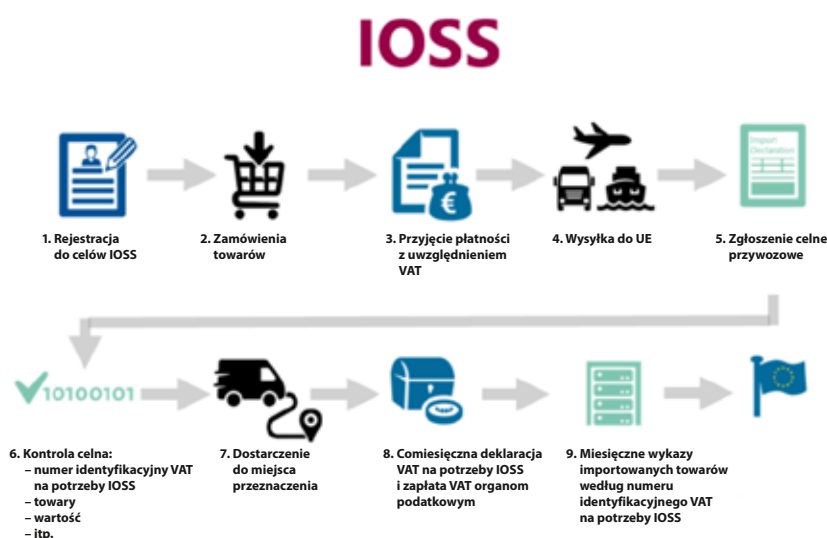 IOSS
Import
Declaration
1. Rejestracja
do celów IOSS
2. Zamówienia
towarów
€
3. Przyjęcie płatności
z uwzględnieniem
VAT
4. Wysyłka do UE
5. Zgłoszenie celne
przywozowe
10100101
6. Kontrola celna:
– numer identyfikacyjny VAT
na potrzeby IOSS
– towary
– wartość
– itp.
7. Dostarczenie
do miejsca
przeznaczenia
8. Comiesięczna deklaracja
VAT na potrzeby IOSS
i zapłata VAT organom
podatkowym
9. Miesięczne wykazy
importowanych towarów
według numeru
identyfikacyjnego VAT
na potrzeby IOSS